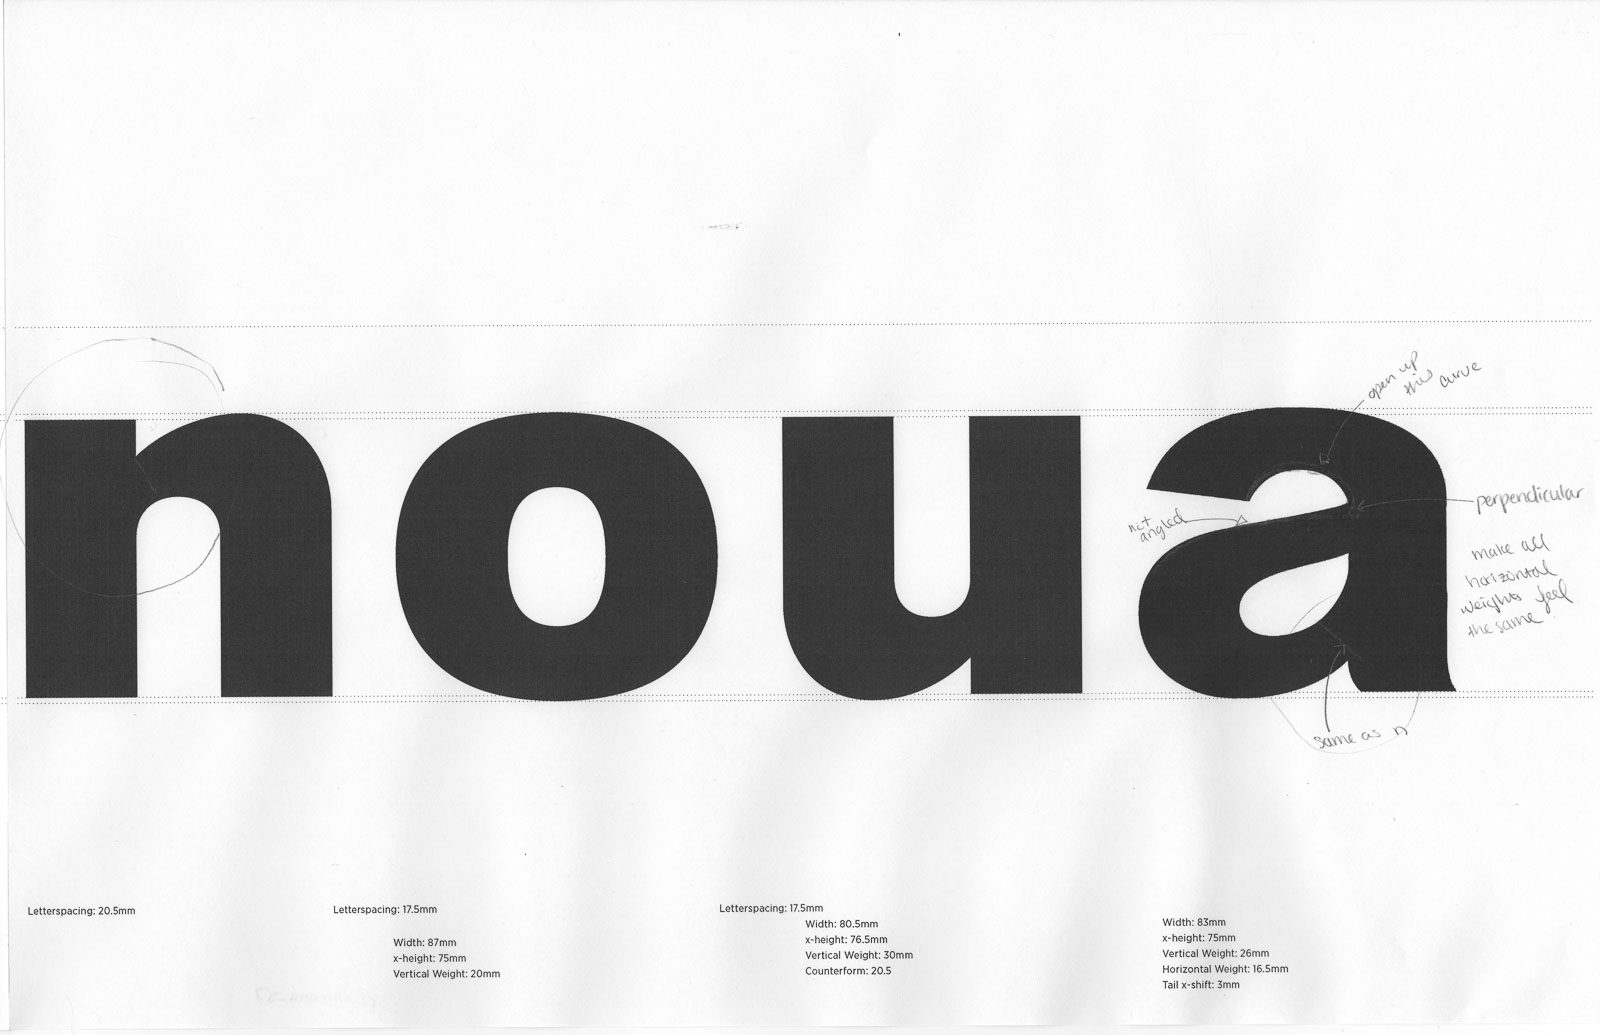 noua
open up
this curve
not
angled
perpendicular
make all
horizontal
weights feel
the same
same as n
Letterspacing: 20.5mm
Letterspacing: 17.5mm
Width: 87mm
x-height: 75mm
Vertical Weight: 20mm
Letterspacing: 17.5mm
Width: 80.5mm
x-height: 76.5mm
Vertical Weight: 30mm
Counterform: 20.5
Width: 83mm
x-height: 75mm
Vertical Weight: 26mm
Horizontal Weight: 16.5mm
Tail x-shift: 3mm